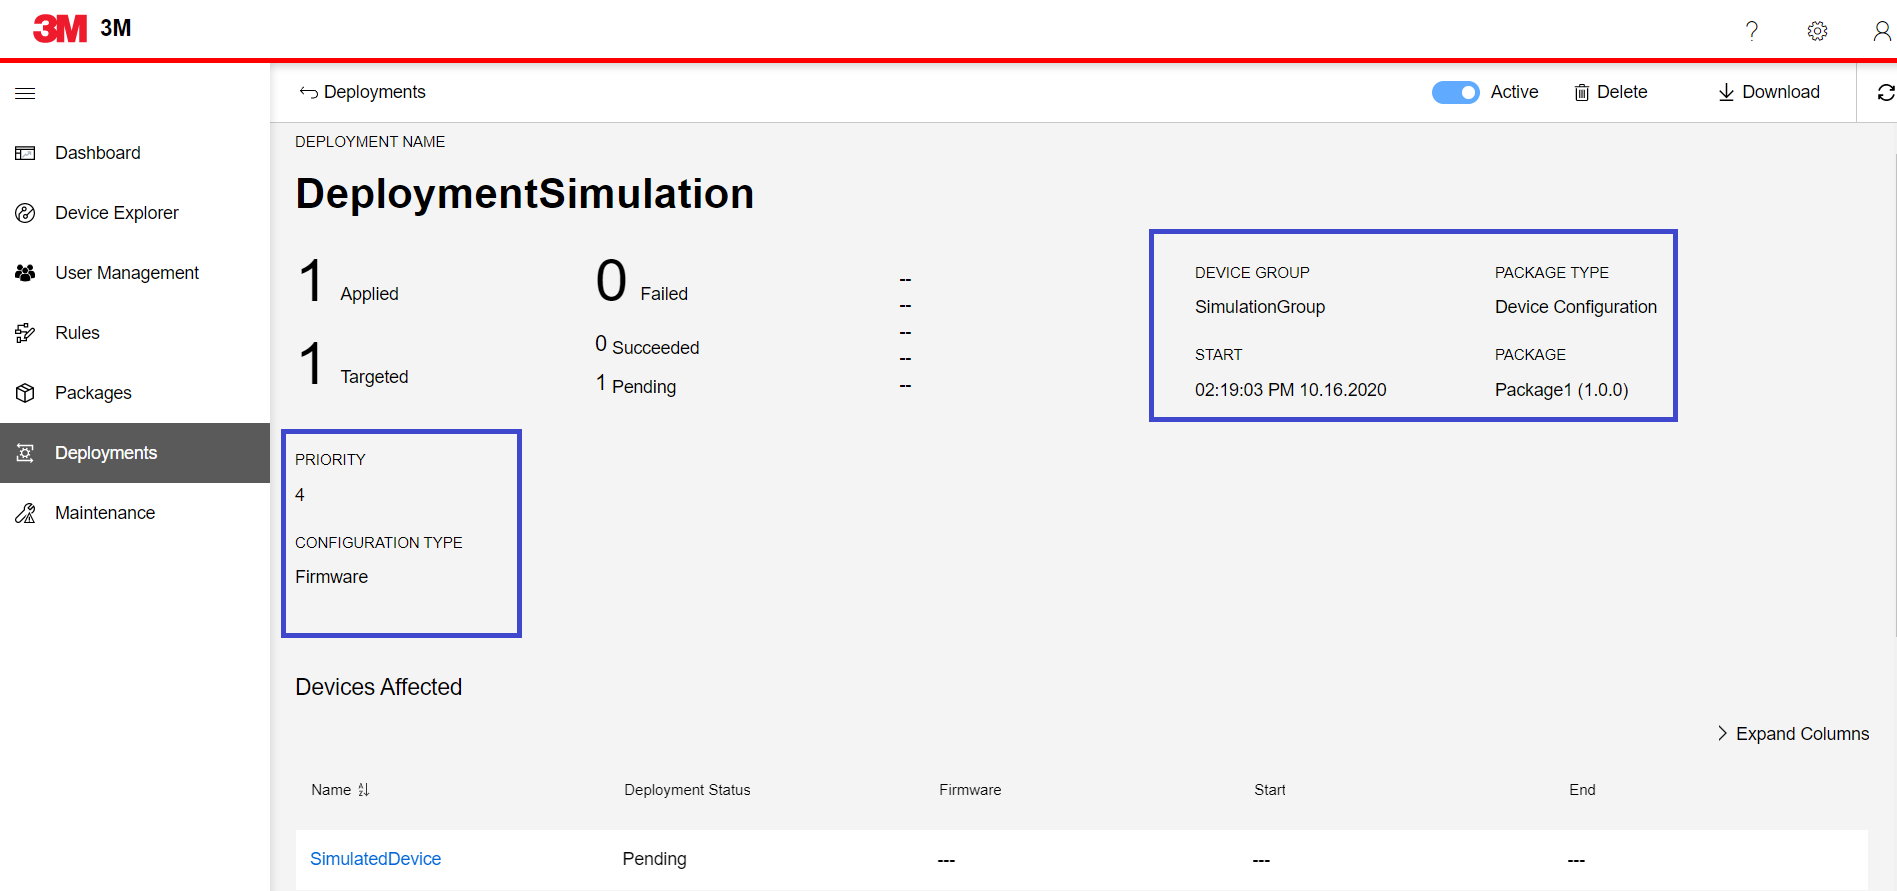 3M 3M
?
Deployments
Active
Delete
Download
Dashboard
Device Explorer
User Management
Rules
Packages
Deployments
Maintenance
DEPLOYMENT NAME
DeploymentSimulation
1 Applied
1 Targeted
0 Failed
0 Succeeded
1 Pending
--
--
--
--
--
DEVICE GROUP
SimulationGroup
PACKAGE TYPE
Device Configuration
START
02:19:03 PM 10.16.2020
PACKAGE
Package1 (1.0.0)
PRIORITY
4
CONFIGURATION TYPE
Firmware
Devices Affected
Expand Columns
Name Deployment Status Firmware Start End
SimulatedDevice Pending --- --- ---